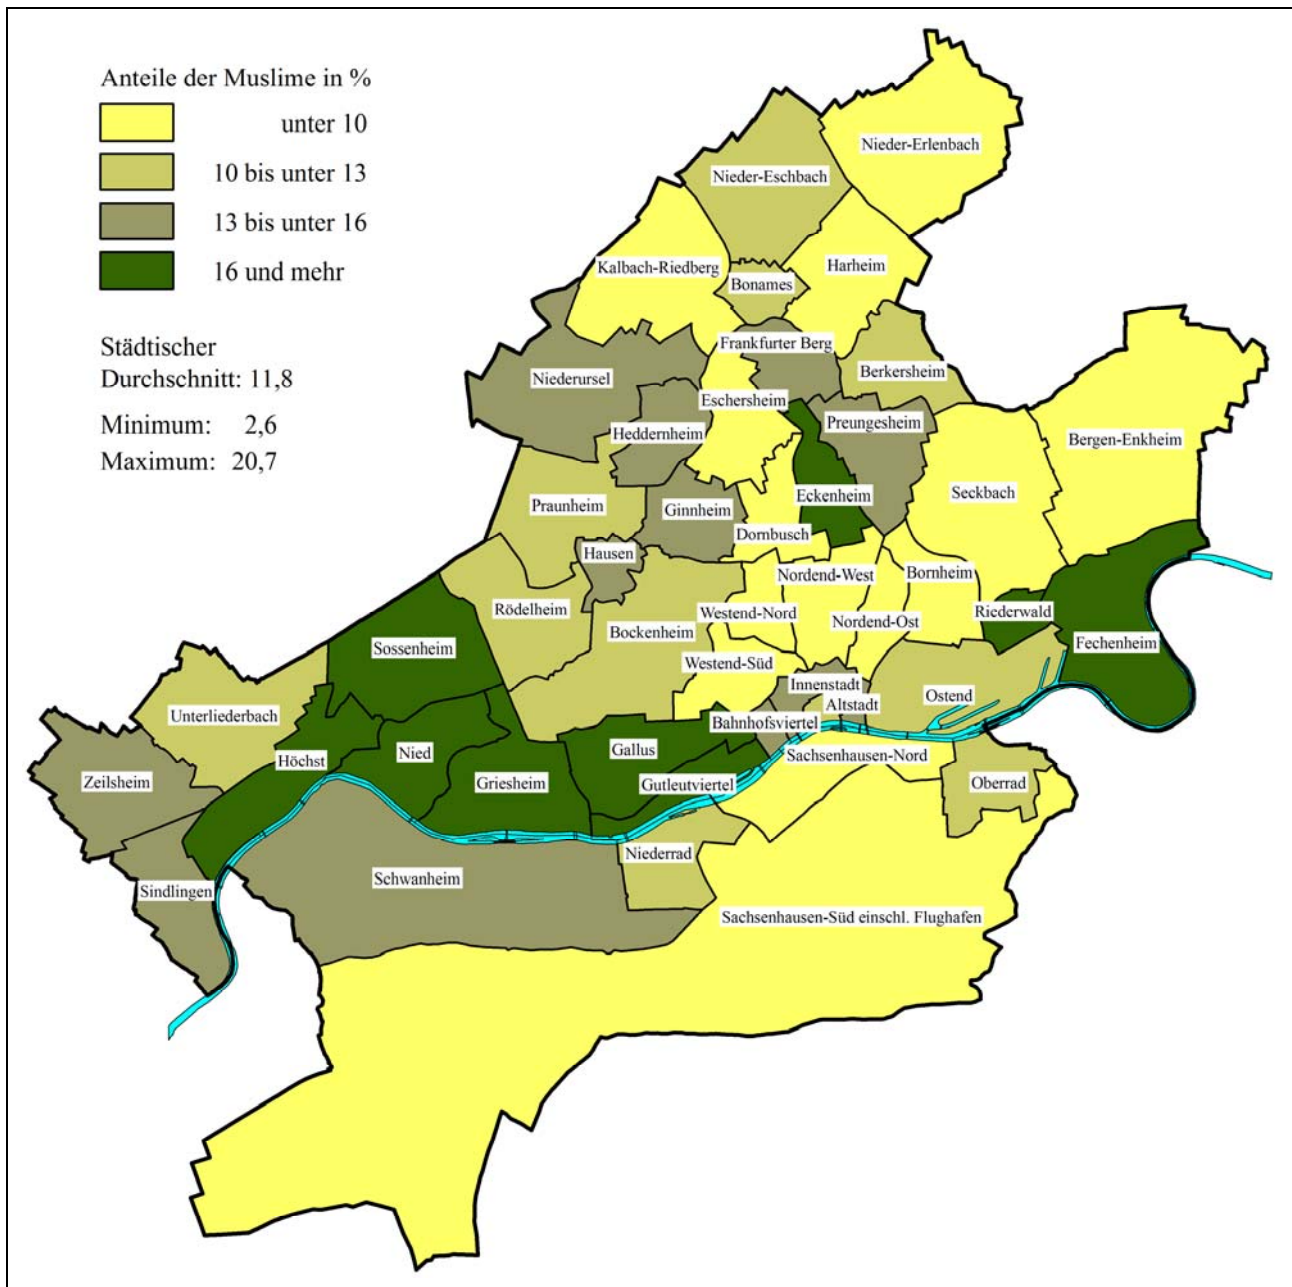 Anteile der Muslime in %
unter 10
10 bis unter 13
13 bis unter 16
16 und mehr
Städtischer
Durchschnitt: 11,8
Minimum: 2,6
Maximum: 20,7
Nieder-Erlenbach
Nieder-Eschbach
Kalbach-Riedberg
Harheim
Bonames
Frankfurter Berg
Berkersheim
Niederursel
Eschersheim
Preungesheim
Heddernheim
Bergen-Enkheim
Seckbach
Eckenheim
Praunheim
Ginnheim
Dornbusch
Hausen
Nordend-West
Bornheim
Rödelheim
Westend-Nord
Riederwald
Nordend-Ost
Bockenheim
Fechenheim
Sossenheim
Westend-Süd
Innenstadt
Ostend
Altstadt
Unterliederbach
Bahnhofsviertel
Gallus
Nied
Höchst
Sachsenhausen-Nord
Zeilsheim
Griesheim
Gutleutviertel
Oberrad
Niederrad
Schwanheim
Sindlingen
Sachsenhausen-Süd einschl. Flughafen